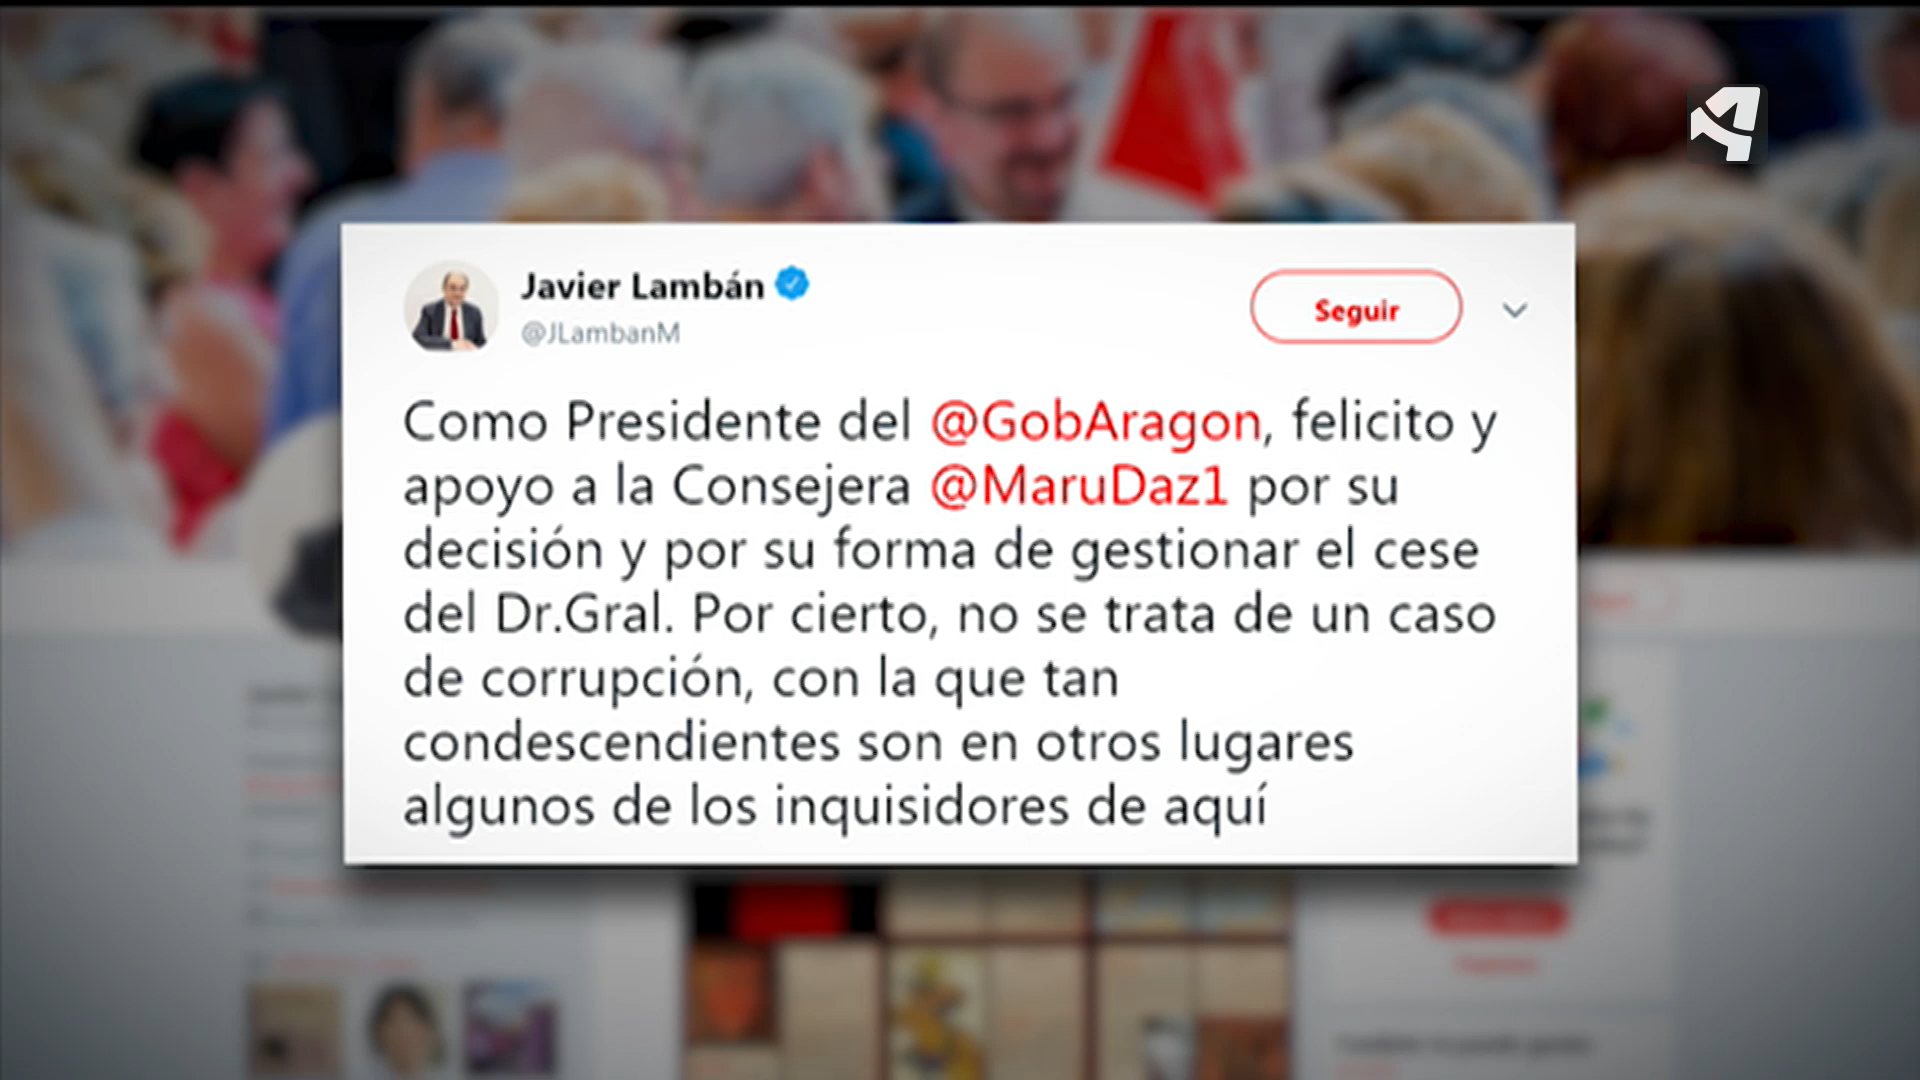 Javier Lambán
@JLambanM
Seguir
Como Presidente del @GobAragon, felicito y
apoyo a la Consejera @MaruDaz1 por su
decisión y por su forma de gestionar el cese
del Dr.Gral. Por cierto, no se trata de un caso
de corrupción, con la que tan
condescendientes son en otros lugares
algunos de los inquisidores de aquí